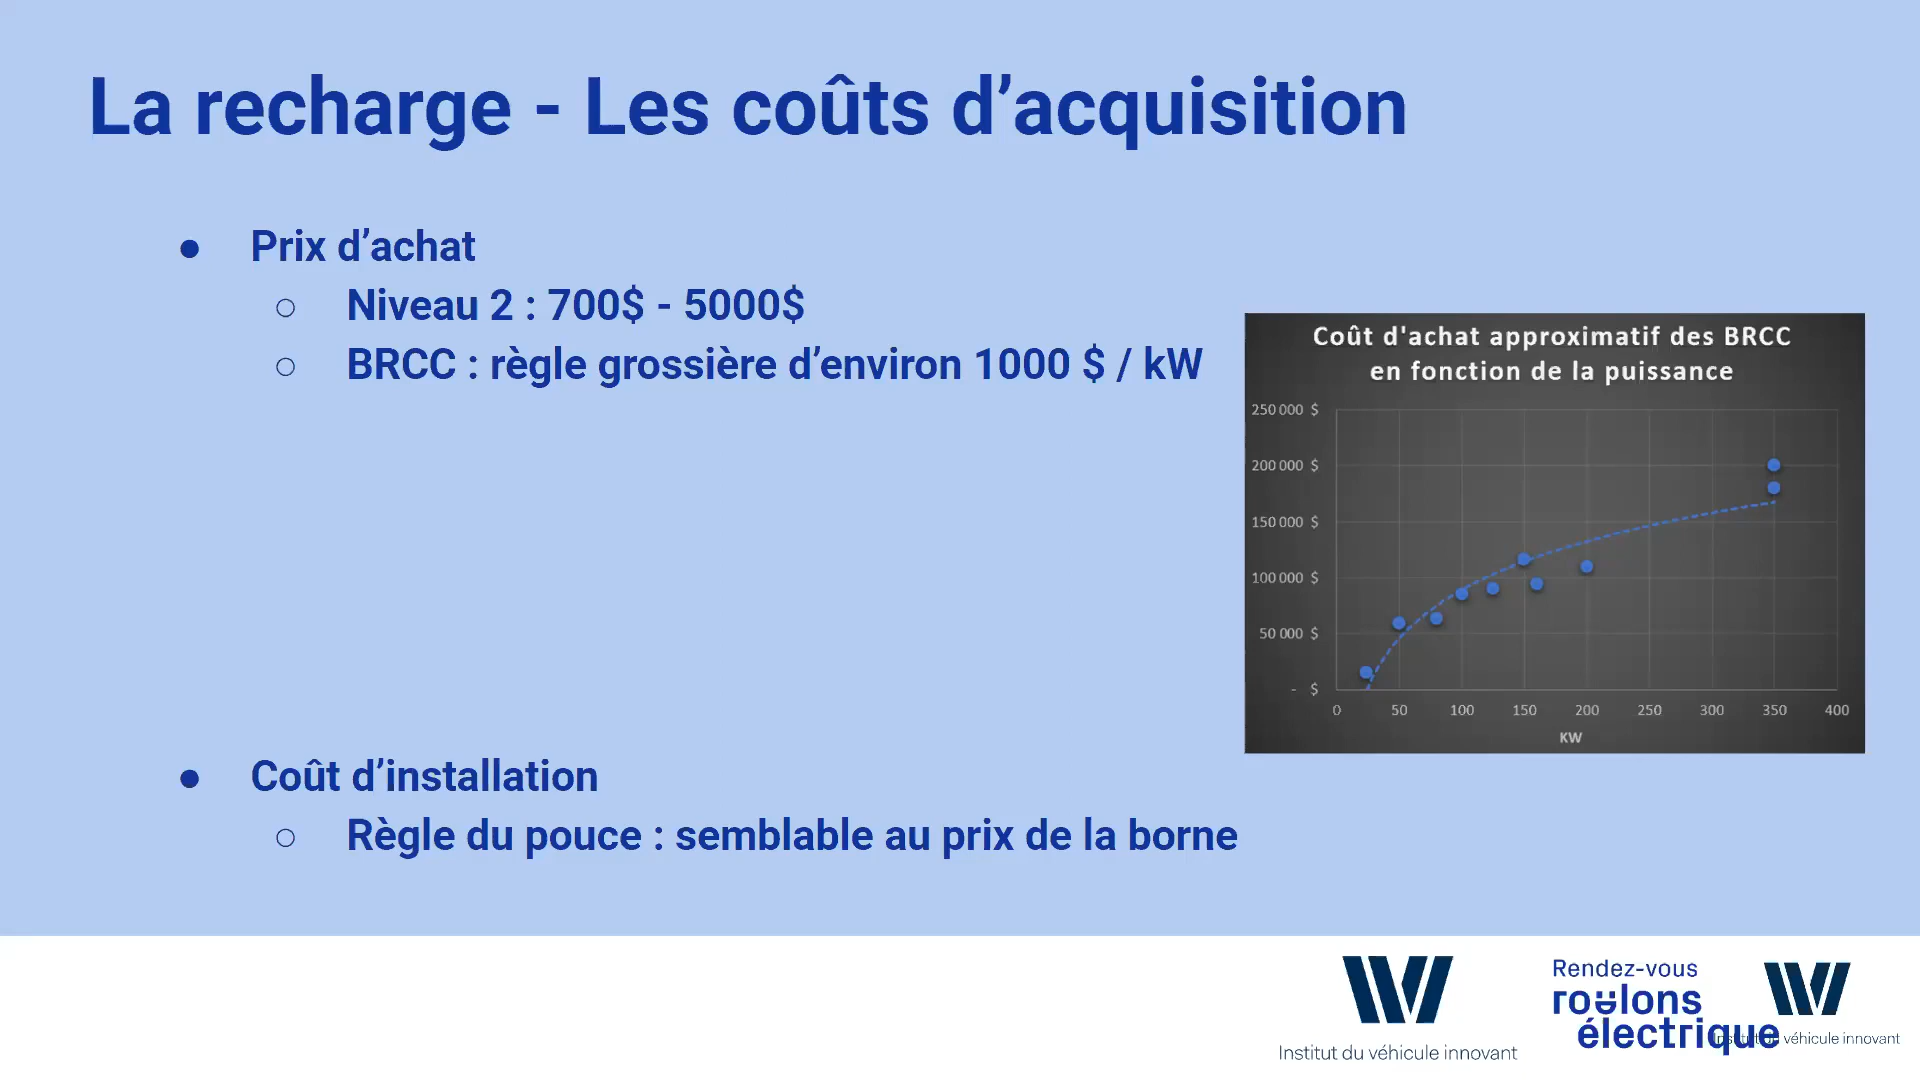 La recharge - Les coûts d’acquisition
● Prix d’achat
○ Niveau 2 : 700$ - 5000$
○ BRCC : règle grossière d’environ 1000 $ / kW
Coût d'achat approximatif des BRCC
en fonction de la puissance
250 000 $
200 000 $
150 000 $
100 000 $
50 000 $
- $
0 50 100 150 200 250 300 350 400
KW
● Coût d’installation
○ Règle du pouce : semblable au prix de la borne
Institut du véhicule innovant
Rendez-vous
roulons
électrique
Institut du véhicule innovant